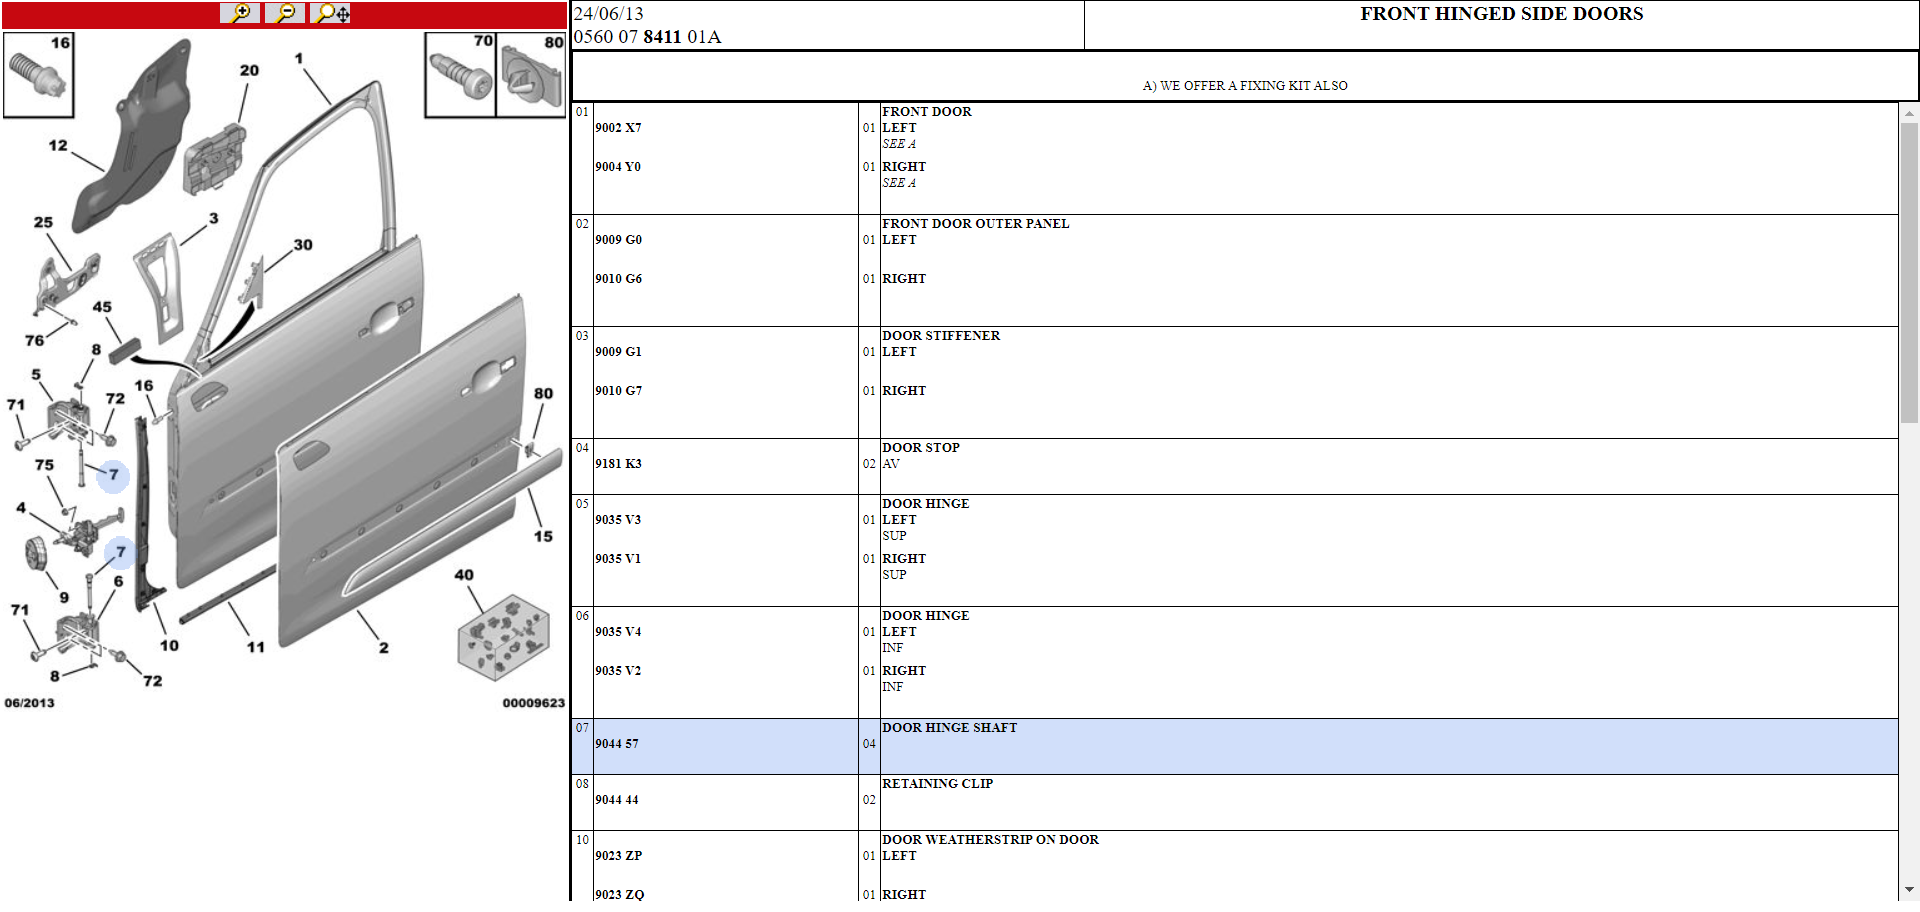 16
70
80
1
20
12
3
25
30
45
76
8
5
16
71
72
80
75
7
4
7
15
6
9
40
71
10
11
2
8
72
06/2013
00009623
24/06/13
0560 07 8411 01A
FRONT HINGED SIDE DOORS
A) WE OFFER A FIXING KIT ALSO
01 FRONT DOOR
9002 X7 01 LEFT
SEE A
9004 Y0 01 RIGHT
SEE A
02 FRONT DOOR OUTER PANEL
9009 G0 01 LEFT
9010 G6 01 RIGHT
03 DOOR STIFFENER
9009 G1 01 LEFT
9010 G7 01 RIGHT
04 DOOR STOP
9181 K3 02 AV
05 DOOR HINGE
9035 V3 01 LEFT
SUP
9035 V1 01 RIGHT
SUP
06 DOOR HINGE
9035 V4 01 LEFT
INF
9035 V2 01 RIGHT
INF
07 DOOR HINGE SHAFT
9044 57 04
08 RETAINING CLIP
9044 44 02
10 DOOR WEATHERSTRIP ON DOOR
9023 ZP 01 LEFT
9023 ZQ 01 RIGHT